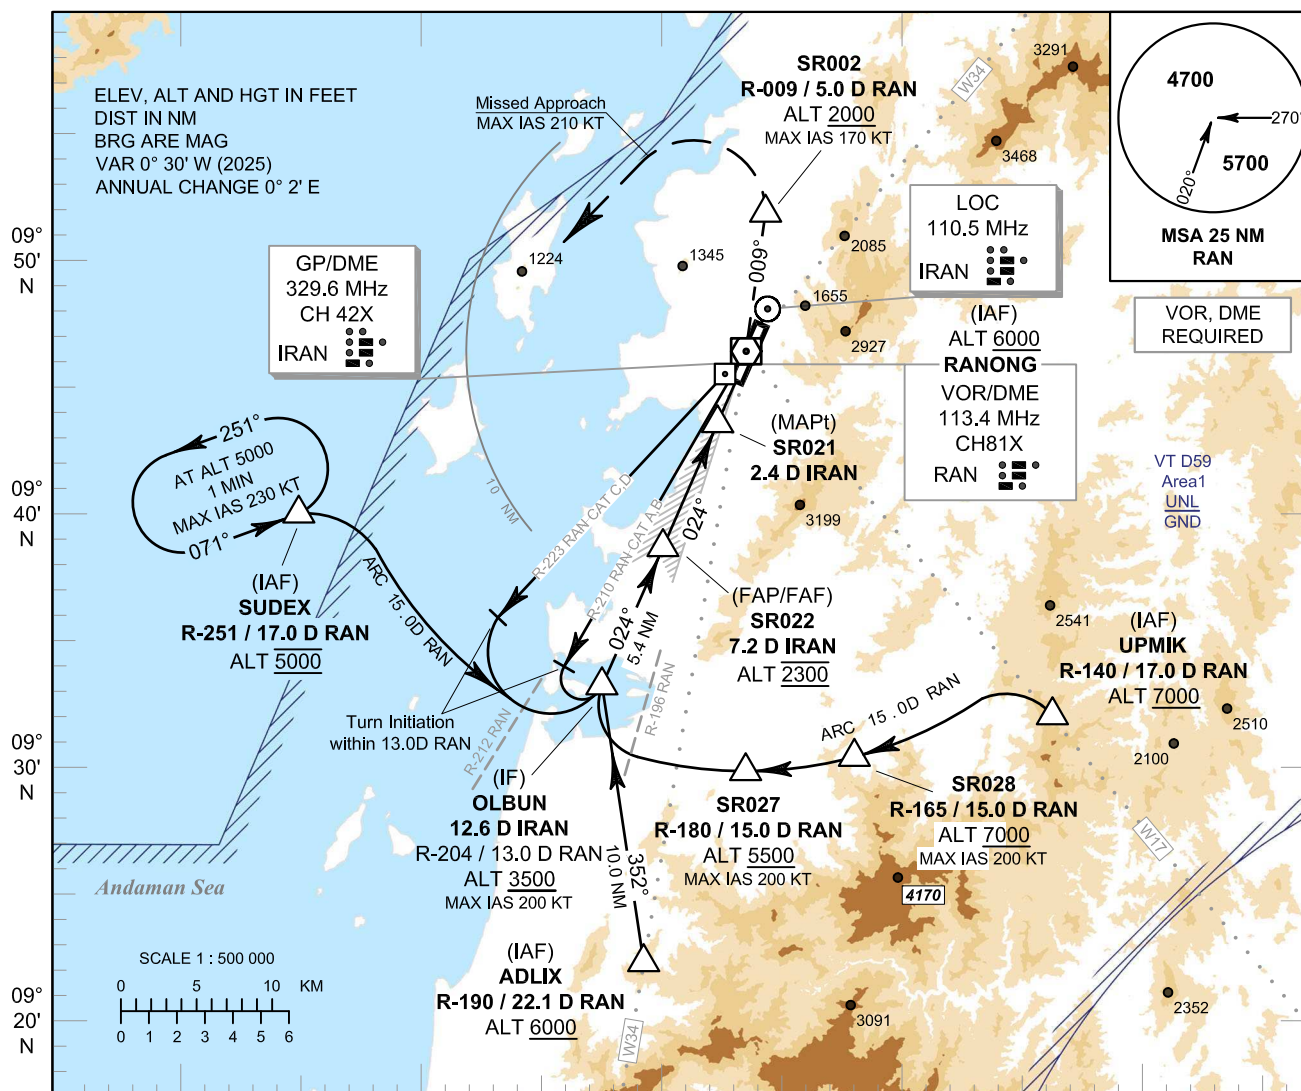 ELEV, ALT AND HGT IN FEET
DIST IN NM
BRG ARE MAG
VAR 0° 30' W (2025)
ANNUAL CHANGE 0° 2' E
Missed Approach
MAX IAS 210 KT
SR002
R-009 / 5.0 D RAN
ALT 2000
MAX IAS 170 KT
W34
3291
3468
4700
270°
5700
020°
MSA 25 NM
RAN
VOR, DME
REQUIRED
LOC
110.5 MHz
IRAN
09°
50'
N
GP/DME
329.6 MHz
CH 42X
IRAN
1224
1345
009°
2085
1655
2927
(IAF)
ALT 6000
RANONG
VOR/DME
113.4 MHz
CH81X
RAN
(MAPt)
SR021
2.4 D IRAN
251°
AT ALT 5000
1 MIN
MAX IAS 230 KT
071°
10 NM
09°
40'
N
VT D59
Area1
UNL
GND
3199
024°
R-223 RAN CAT C,D
R-210 RAN CAT A,B
(IAF)
SUDEX
R-251 / 17.0 D RAN
ALT 5000
ARC 15.0D RAN
(FAP/FAF)
SR022
7.2 D IRAN
ALT 2300
024°
5.4 NM
2541
(IAF)
UPMIK
R-140 / 17.0 D RAN
ALT 7000
2510
2100
Turn Initiation
within 13.0D RAN
R-212 RAN
R-196 RAN
ARC 15.0D RAN
09°
30'
N
(IF)
OLBUN
12.6 D IRAN
R-204 / 13.0 D RAN
ALT 3500
MAX IAS 200 KT
SR027
R-180 / 15.0 D RAN
ALT 5500
MAX IAS 200 KT
SR028
R-165 / 15.0 D RAN
ALT 7000
MAX IAS 200 KT
W17
352°
10.0 NM
4170
Andaman Sea
SCALE 1 : 500 000
0 5 10 KM
0 1 2 3 4 5 6
(IAF)
ADLIX
R-190 / 22.1 D RAN
ALT 6000
W34
3091
2352
09°
20'
N